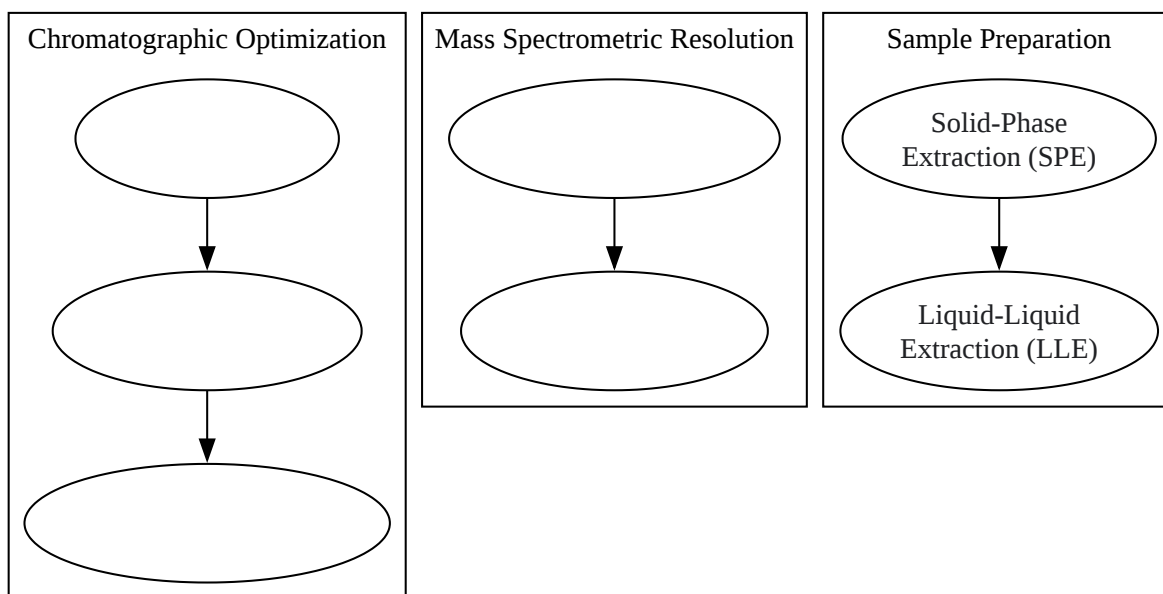 Chromatographic Optimization
Mass Spectrometric Resolution
Sample Preparation
Solid-Phase
Extraction (SPE)
Liquid-Liquid
Extraction (LLE)